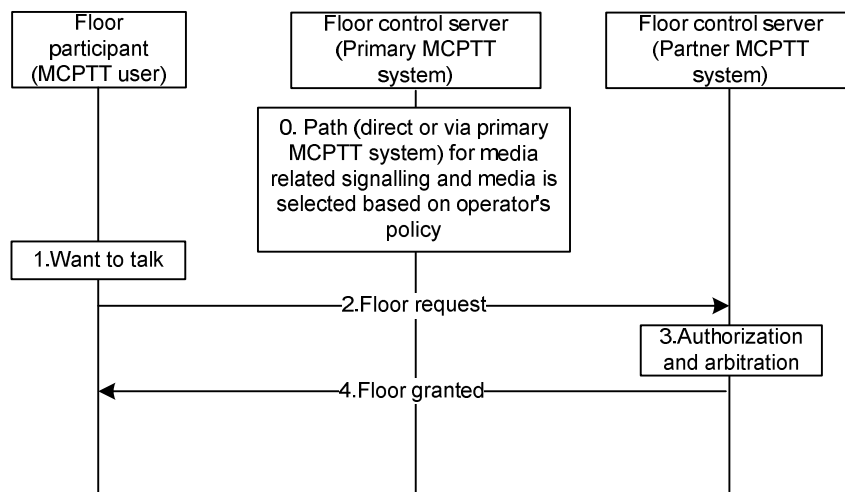 Floor
participant
(MCPTT user)
Floor control server
(Primary MCPTT
system)
Floor control server
(Partner MCPTT
system)
0. Path (direct or via primary
MCPTT system) for media
related signalling and media is
selected based on operator's
policy
1.Want to talk
2.Floor request
3.Authorization
and arbitration
4.Floor granted